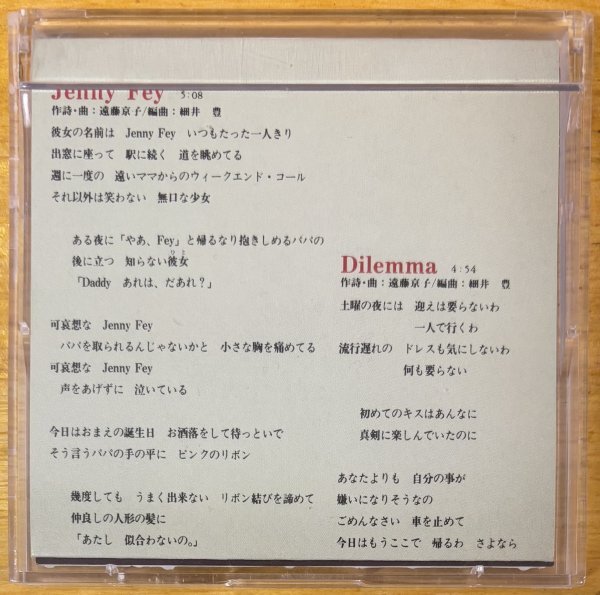 Jenny Fey 5:08
作詩・曲：遠藤京子/編曲：細井　豊
彼女の名前は　Jenny Fey　いつもたった一人きり
出窓に座って　駅に続く　道を眺めてる
週に一度の　遠いママからのウィークエンド・コール
それ以外は笑わない　無口な少女
ある夜に「やあ、Fey」と帰るなり抱きしめるパパの
後に立つ　知らない彼女
ひと
「Daddy　あれは、だあれ？」
可哀想な　Jenny Fey
パパを取られるんじゃないかと　小さな胸を痛めてる
可哀想な　Jenny Fey
声をあげずに　泣いている
今日はおまえの誕生日　お洒落をして待っといで
そう言うパパの手の平に　ピンクのリボン
幾度しても　うまく出来ない　リボン結びを諦めて
仲良しの人形の髪に
「あたし　似合わないの。」
Dilemma 4:54
作詩・曲：遠藤京子/編曲：細井　豊
土曜の夜には　迎えは要らないわ
一人で行くわ
流行遅れの　ドレスも気にしないわ
何も要らない
初めてのキスはあんなに
真剣に楽しんでいたのに
あなたよりも　自分の事が
嫌いになりそうなの
ごめんなさい　車を止めて
今日はもうここで　帰るわ　さよなら